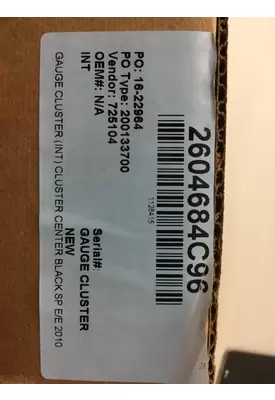 PO: 16-22964
PO Type: 200133700
Vendor: 725104
OEM#: N/A
INT
GAUGE CLUSTER (INT) CLUSTER CENTER BLACK SP E/E 2010
Serial#:
GAUGE CLUSTER
NEW
1128415
2604684C96